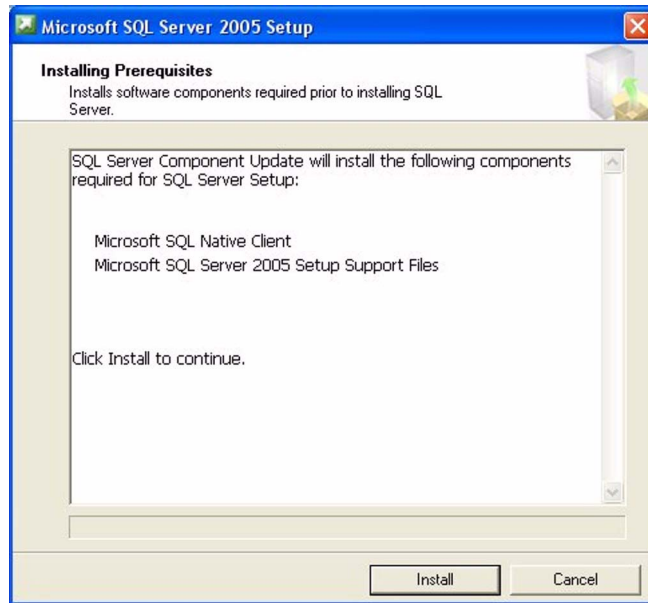 Microsoft SQL Server 2005 Setup
Installing Prerequisites
Installs software components required prior to installing SQL
Server.
SQL Server Component Update will install the following components
required for SQL Server Setup:
Microsoft SQL Native Client
Microsoft SQL Server 2005 Setup Support Files
Click Install to continue.
Install
Cancel